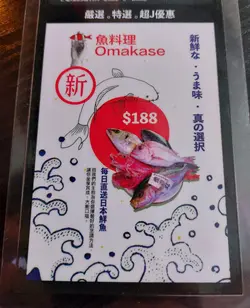 嚴選。特選。超J優惠
魚料理
Omakase
新
新鮮な・うま味・真の選択
$188
每日直送日本鮮魚